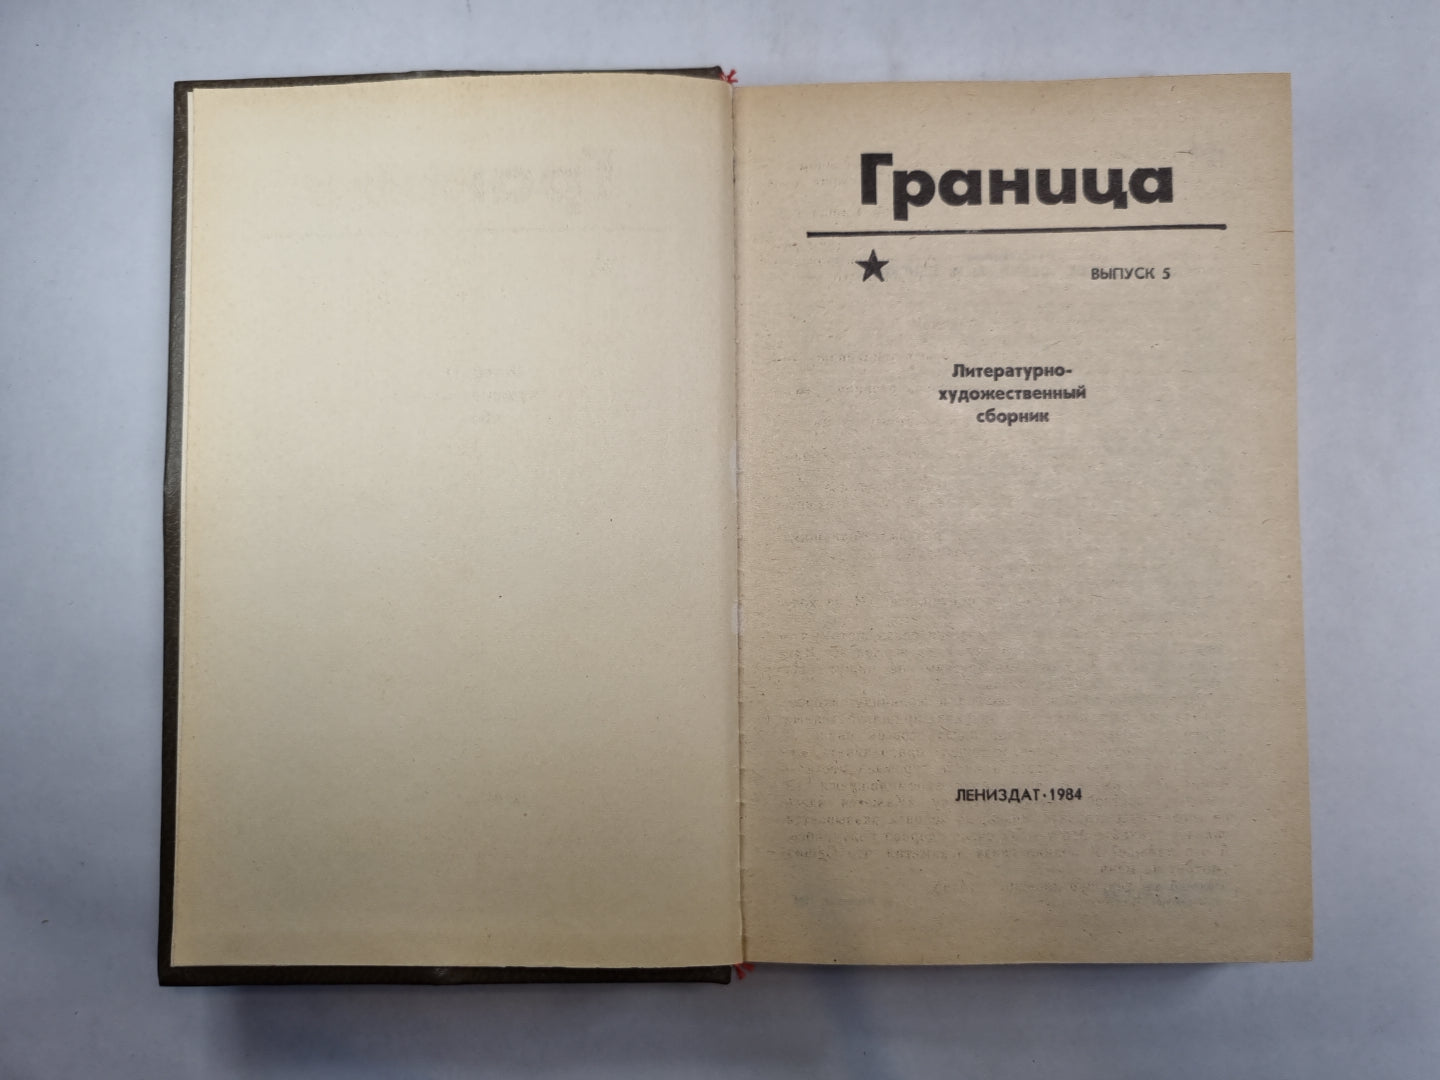 Граница
ВЫПУСК 5
Литературно-
художественный
сборник
ЛЕНИЗДАТ·1984